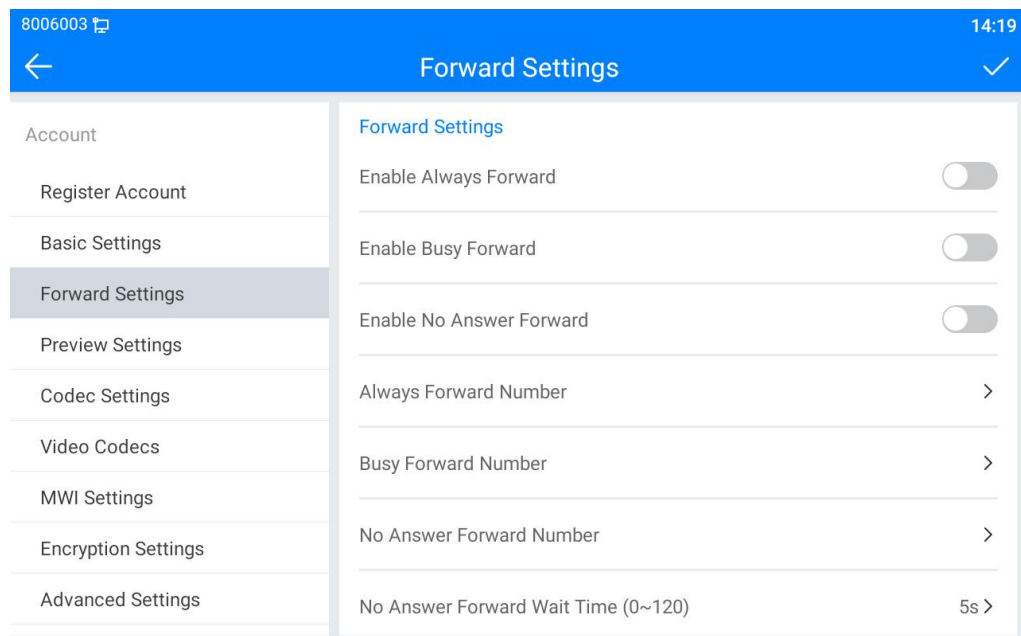 8006003
14:19
Forward Settings
Account
Register Account
Basic Settings
Forward Settings
Preview Settings
Codec Settings
Video Codecs
MWI Settings
Encryption Settings
Advanced Settings
Forward Settings
Enable Always Forward
Enable Busy Forward
Enable No Answer Forward
Always Forward Number
Busy Forward Number
No Answer Forward Number
No Answer Forward Wait Time (0~120) 5s